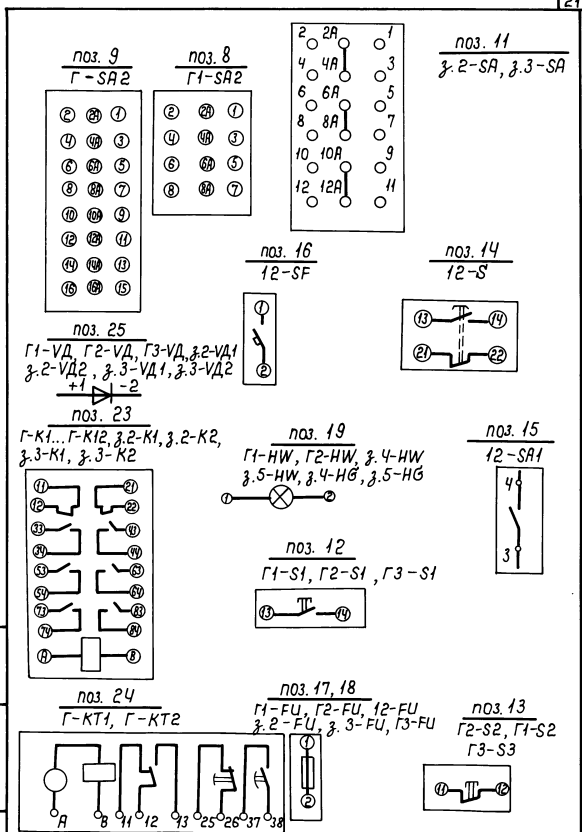 21
поз. 9
Г-SA2
2 2А 1
4 4А 3
6 6А 5
8 8А 7
10 10А 9
12 12А 11
14 14А 13
16 16А 15
поз. 8
Г1-SA2
2 2А 1
4 4А 3
6 6А 5
8 8А 7
2 2А 1
4 4А 3
6 6А 5
8 8А 7
10 10А 9
12 12А 11
поз. 11
з.2-SA, з.3-SA
поз. 16
12-SF
1
2
поз. 14
12-S
13 14
21 22
поз. 25
Г1-VД, Г2-VД, Г3-VД, з.2-VД1
з.2-VД2, з.3-VД1, з.3-VД2
+1 -2
поз. 23
Г-К1...Г-К12, з.2-К1, з.2-К2,
з.3-К1, з.3-К2
11 21
12 22
33 41
34 44
53 63
54 64
73 83
74 84
А В
поз. 19
Г1-HW, Г2-HW, з.4-HW
з.5-HW, з.4-HG, з.5-HG
1 2
поз. 15
12-SA1
4
3
поз. 12
Г1-S1, Г2-S1, Г3-S1
13 14
поз. 24
Г-КТ1, Г-КТ2
А В 11 12 13 25 26 37 38
поз. 17, 18
Г1-FU, Г2-FU, 12-FU
з.2-FU, з.3-FU, Г3-FU
1
2
поз. 13
Г2-S2, Г1-S2
Г3-S3
11 12